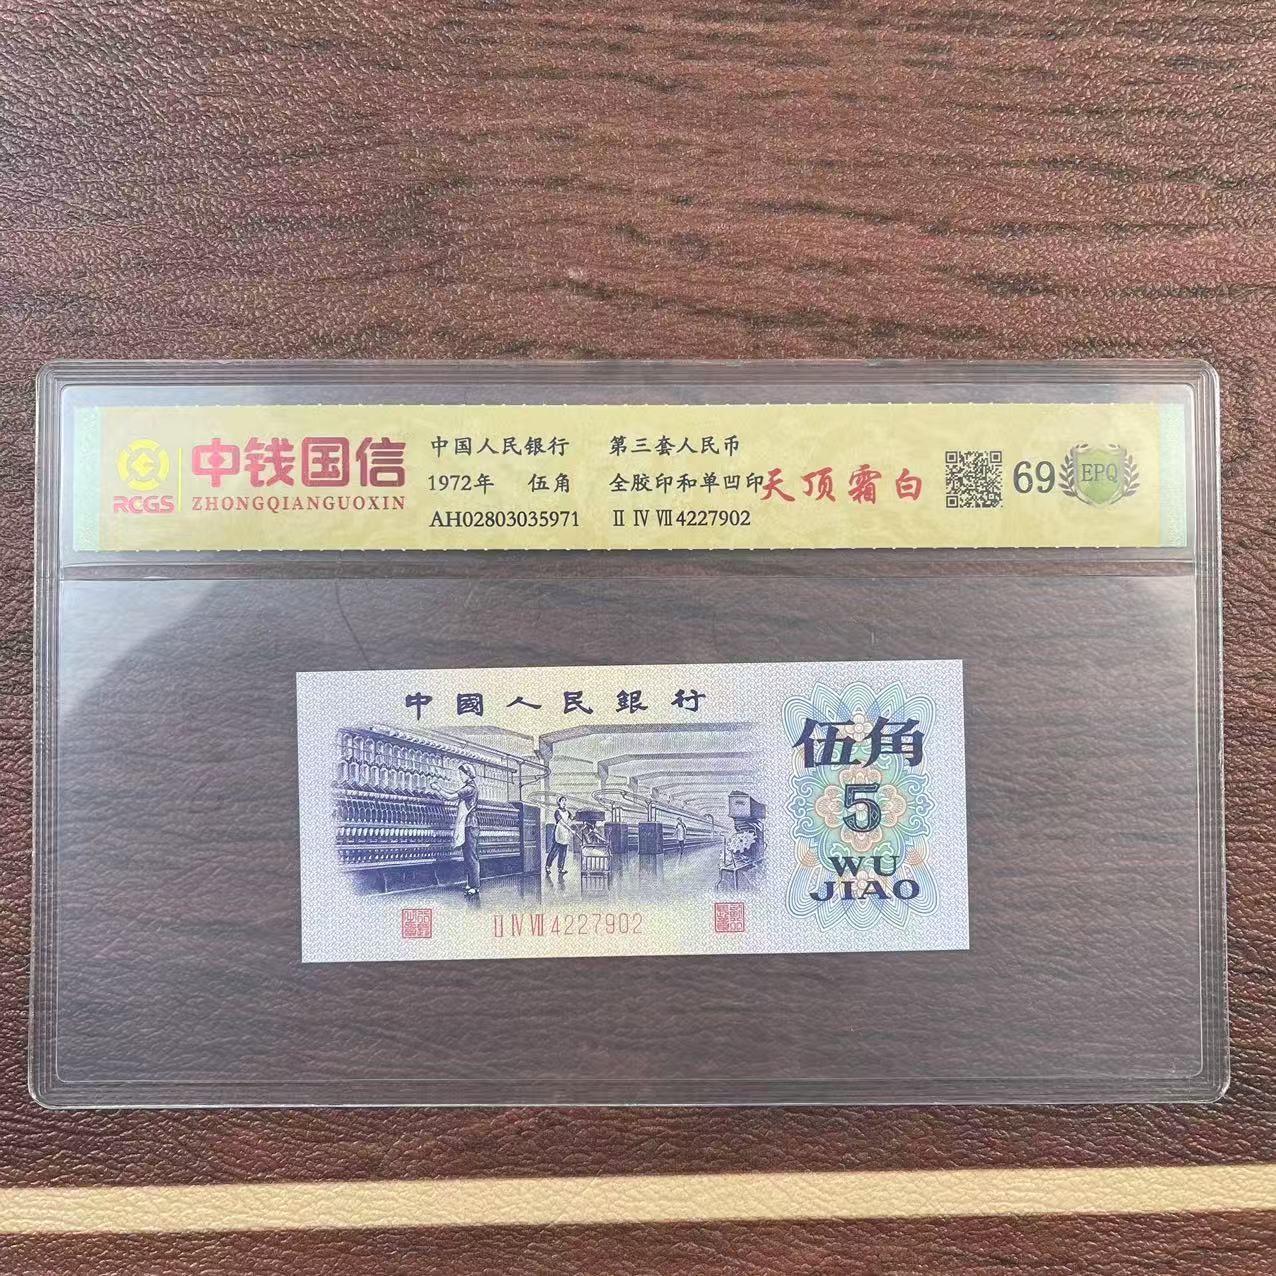 中钱国信
RCGS ZHONGQIANGUOXIN
中国人民银行 第三套人民币
1972年 伍角 全胶印和单凹印 天顶霜白
AH02803035971 Ⅱ Ⅳ Ⅶ 4227902
69 EPQ
中國人民銀行
伍角
5
WU
JIAO
Ⅱ Ⅳ Ⅶ 4227902